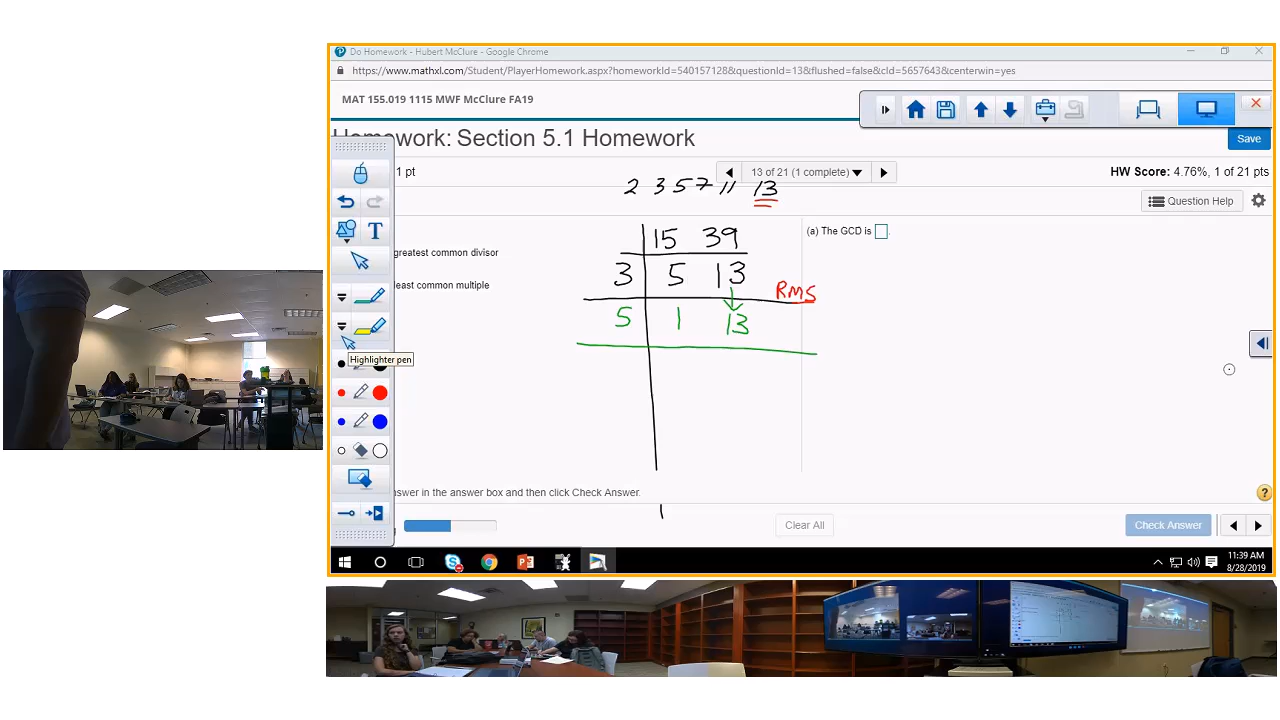 Do Homework - Hubert McClure - Google Chrome
https://www.mathxl.com/Student/PlayerHomework.aspx?homeworkId=540157128&questionId=13&flushed=false&cId=5657643&centerwin=yes
MAT 155.019 1115 MWF McClure FA19
Homework: Section 5.1 Homework
Save
1 pt
13 of 21 (1 complete)
HW Score: 4.76%, 1 of 21 pts
2 3 5 7 11 13
Question Help
T
15 39
(a) The GCD is
greatest common divisor
3 5 13
least common multiple
RMS
5 1 13
Highlighter pen
swer in the answer box and then click Check Answer.
Clear All
Check Answer
11:39 AM
8/28/2019